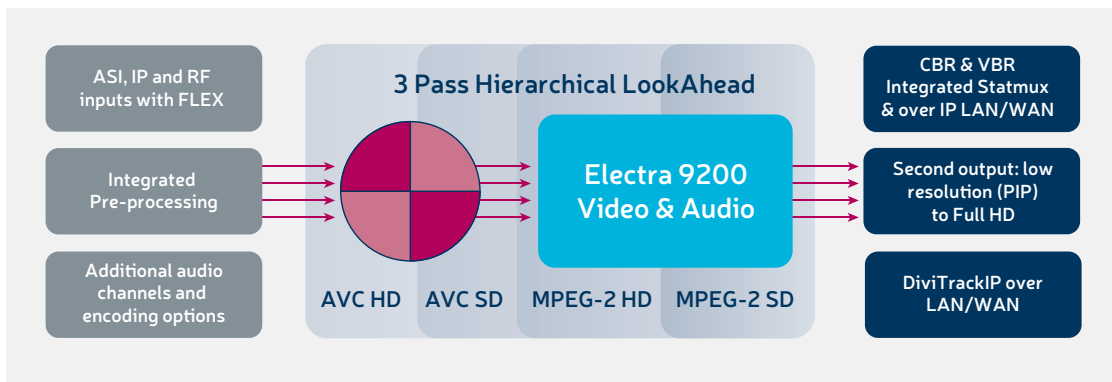 ASI, IP and RF
inputs with FLEX
Integrated
Pre-processing
Additional audio
channels and
encoding options
3 Pass Hierarchical LookAhead
Electra 9200
Video & Audio
AVC HD
AVC SD
MPEG-2 HD
MPEG-2 SD
CBR & VBR
Integrated Statmux
& over IP LAN/WAN
Second output: low
resolution (PIP)
to Full HD
DiviTrackIP over
LAN/WAN